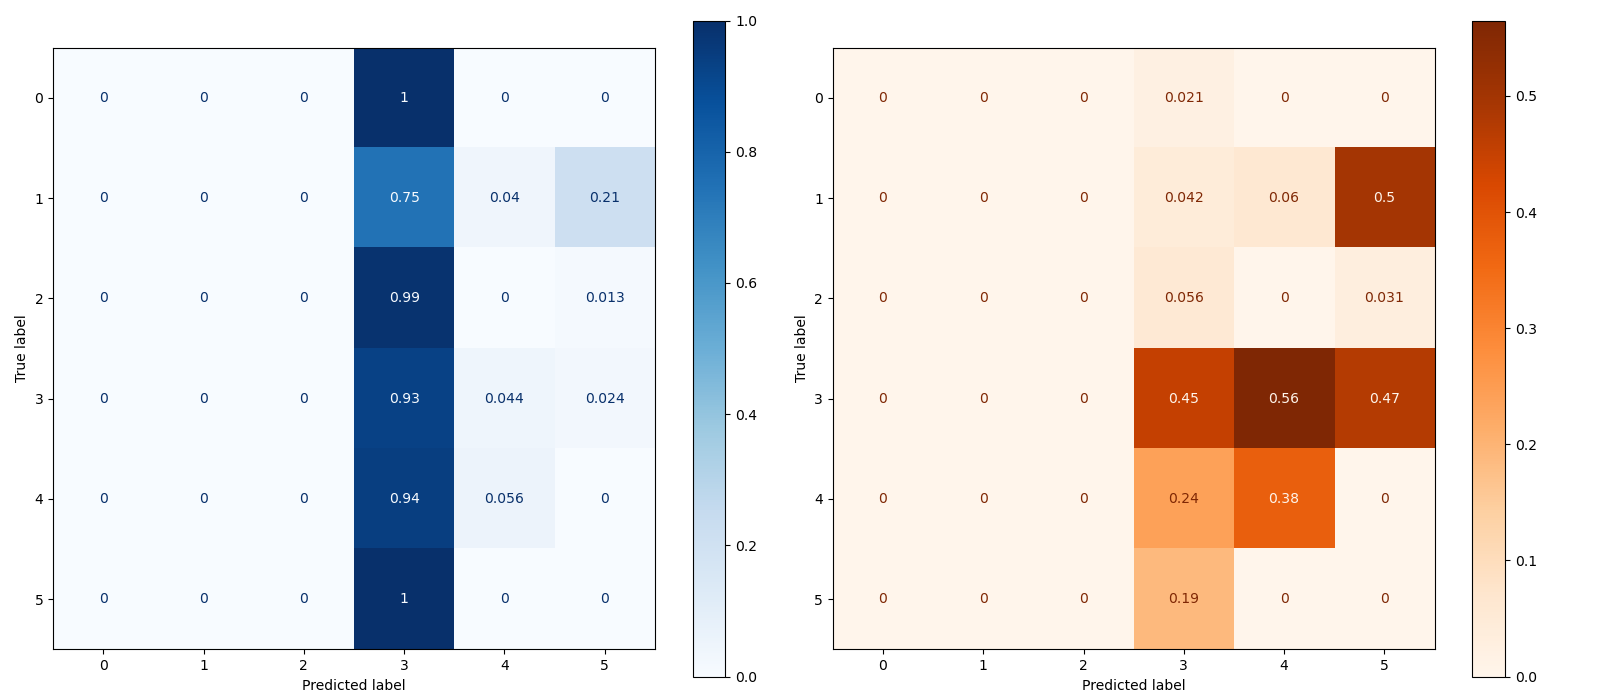 0 0 0 0 1 0 0
1 0 0 0 0.75 0.04 0.21
2 0 0 0 0.99 0 0.013
3 0 0 0 0.93 0.044 0.024
4 0 0 0 0.94 0.056 0
5 0 0 0 1 0 0
0 1 2 3 4 5
Predicted label
True label
1.0
0.8
0.6
0.4
0.2
0.0
0 0 0 0 0.021 0 0
1 0 0 0 0.042 0.06 0.5
2 0 0 0 0.056 0 0.031
3 0 0 0 0.45 0.56 0.47
4 0 0 0 0.24 0.38 0
5 0 0 0 0.19 0 0
0 1 2 3 4 5
Predicted label
True label
0.5
0.4
0.3
0.2
0.1
0.0